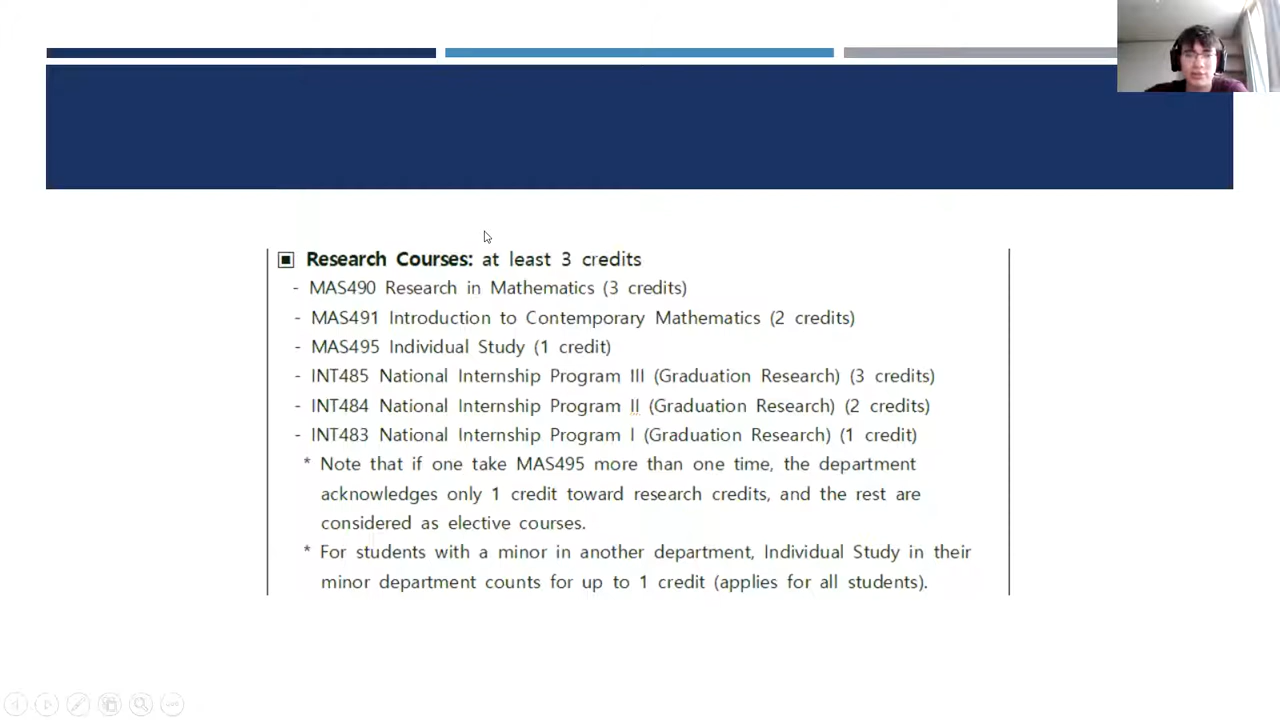 ▣ Research Courses: at least 3 credits
- MAS490 Research in Mathematics (3 credits)
- MAS491 Introduction to Contemporary Mathematics (2 credits)
- MAS495 Individual Study (1 credit)
- INT485 National Internship Program III (Graduation Research) (3 credits)
- INT484 National Internship Program II (Graduation Research) (2 credits)
- INT483 National Internship Program I (Graduation Research) (1 credit)
* Note that if one take MAS495 more than one time, the department
acknowledges only 1 credit toward research credits, and the rest are
considered as elective courses.
* For students with a minor in another department, Individual Study in their
minor department counts for up to 1 credit (applies for all students).